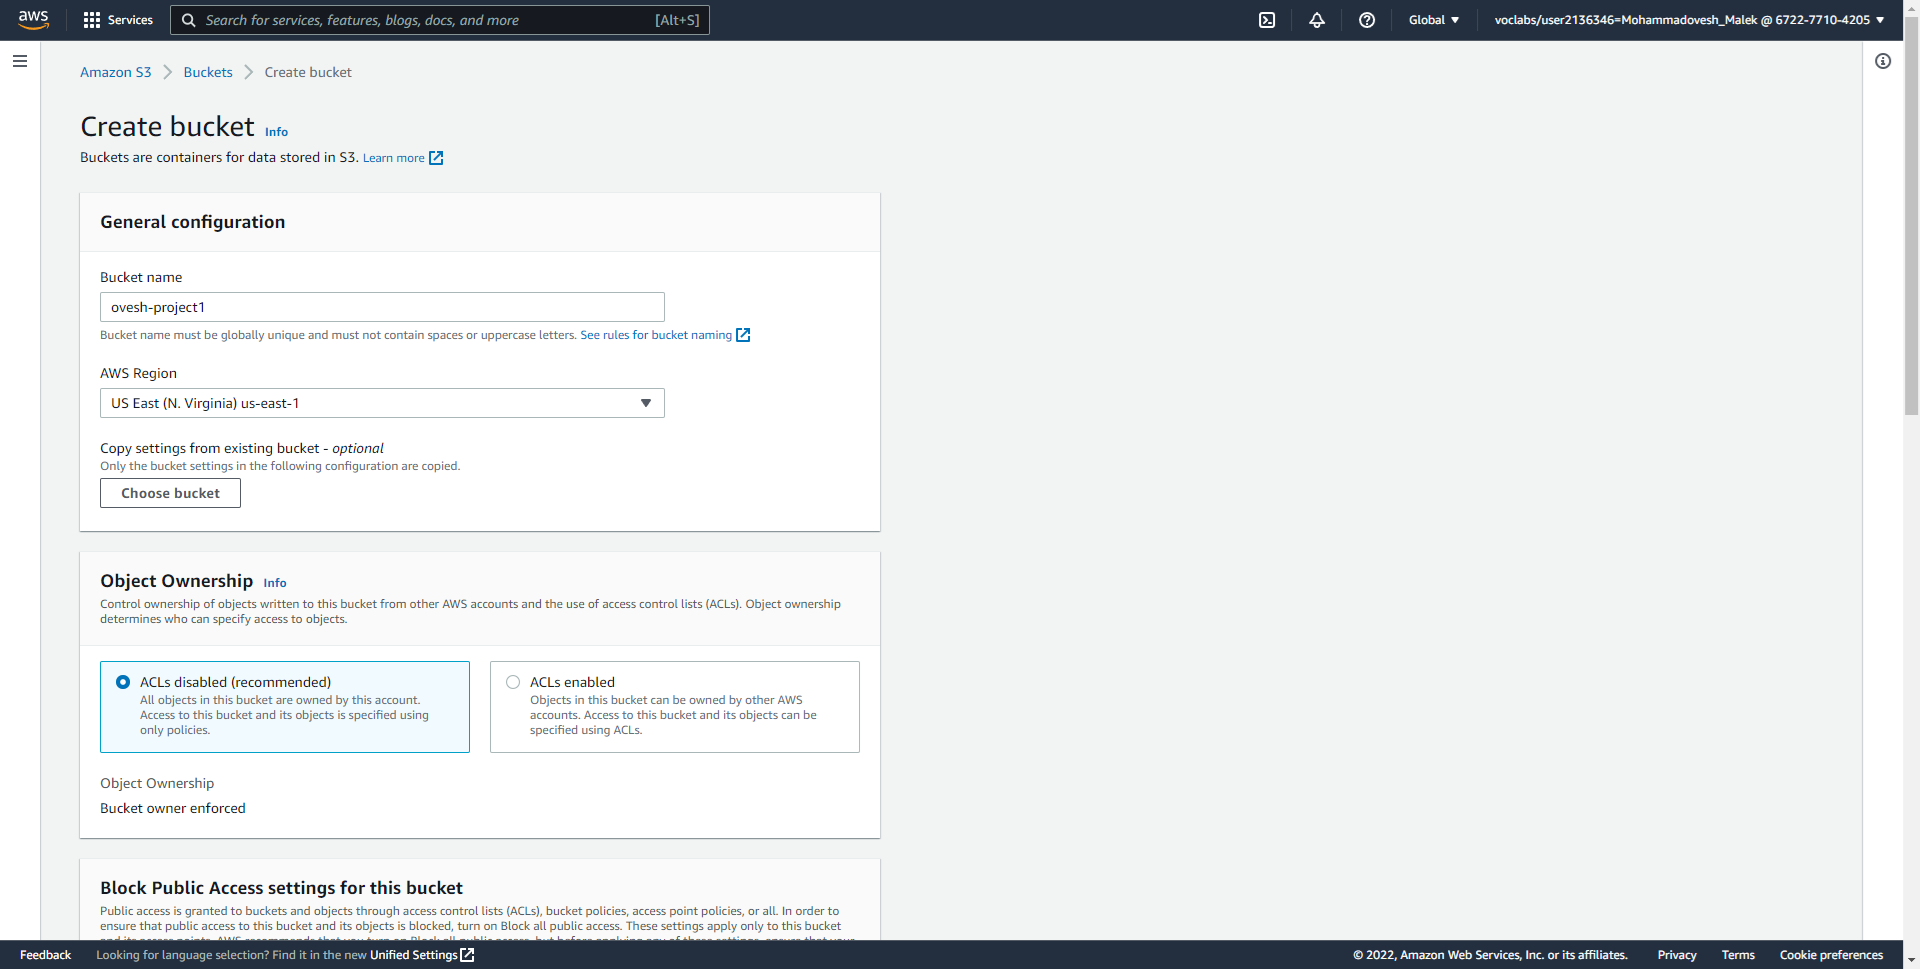 aws
Services
Search for services, features, blogs, docs, and more
[Alt+S]
Global
voclabs/user2136346=Mohammadovesh_Malek @ 6722-7710-4205
Amazon S3
Buckets
Create bucket
Create bucket Info
Buckets are containers for data stored in S3. Learn more
General configuration
Bucket name
ovesh-project1
Bucket name must be globally unique and must not contain spaces or uppercase letters. See rules for bucket naming
AWS Region
US East (N. Virginia) us-east-1
Copy settings from existing bucket - optional
Only the bucket settings in the following configuration are copied.
Choose bucket
Object Ownership Info
Control ownership of objects written to this bucket from other AWS accounts and the use of access control lists (ACLs). Object ownership
determines who can specify access to objects.
ACLs disabled (recommended)
All objects in this bucket are owned by this account.
Access to this bucket and its objects is specified using
only policies.
ACLs enabled
Objects in this bucket can be owned by other AWS
accounts. Access to this bucket and its objects can be
specified using ACLs.
Object Ownership
Bucket owner enforced
Block Public Access settings for this bucket
Public access is granted to buckets and objects through access control lists (ACLs), bucket policies, access point policies, or all. In order to
ensure that public access to this bucket and its objects is blocked, turn on Block all public access. These settings apply only to this bucket
Feedback
Looking for language selection? Find it in the new Unified Settings
© 2022, Amazon Web Services, Inc. or its affiliates.
Privacy
Terms
Cookie preferences